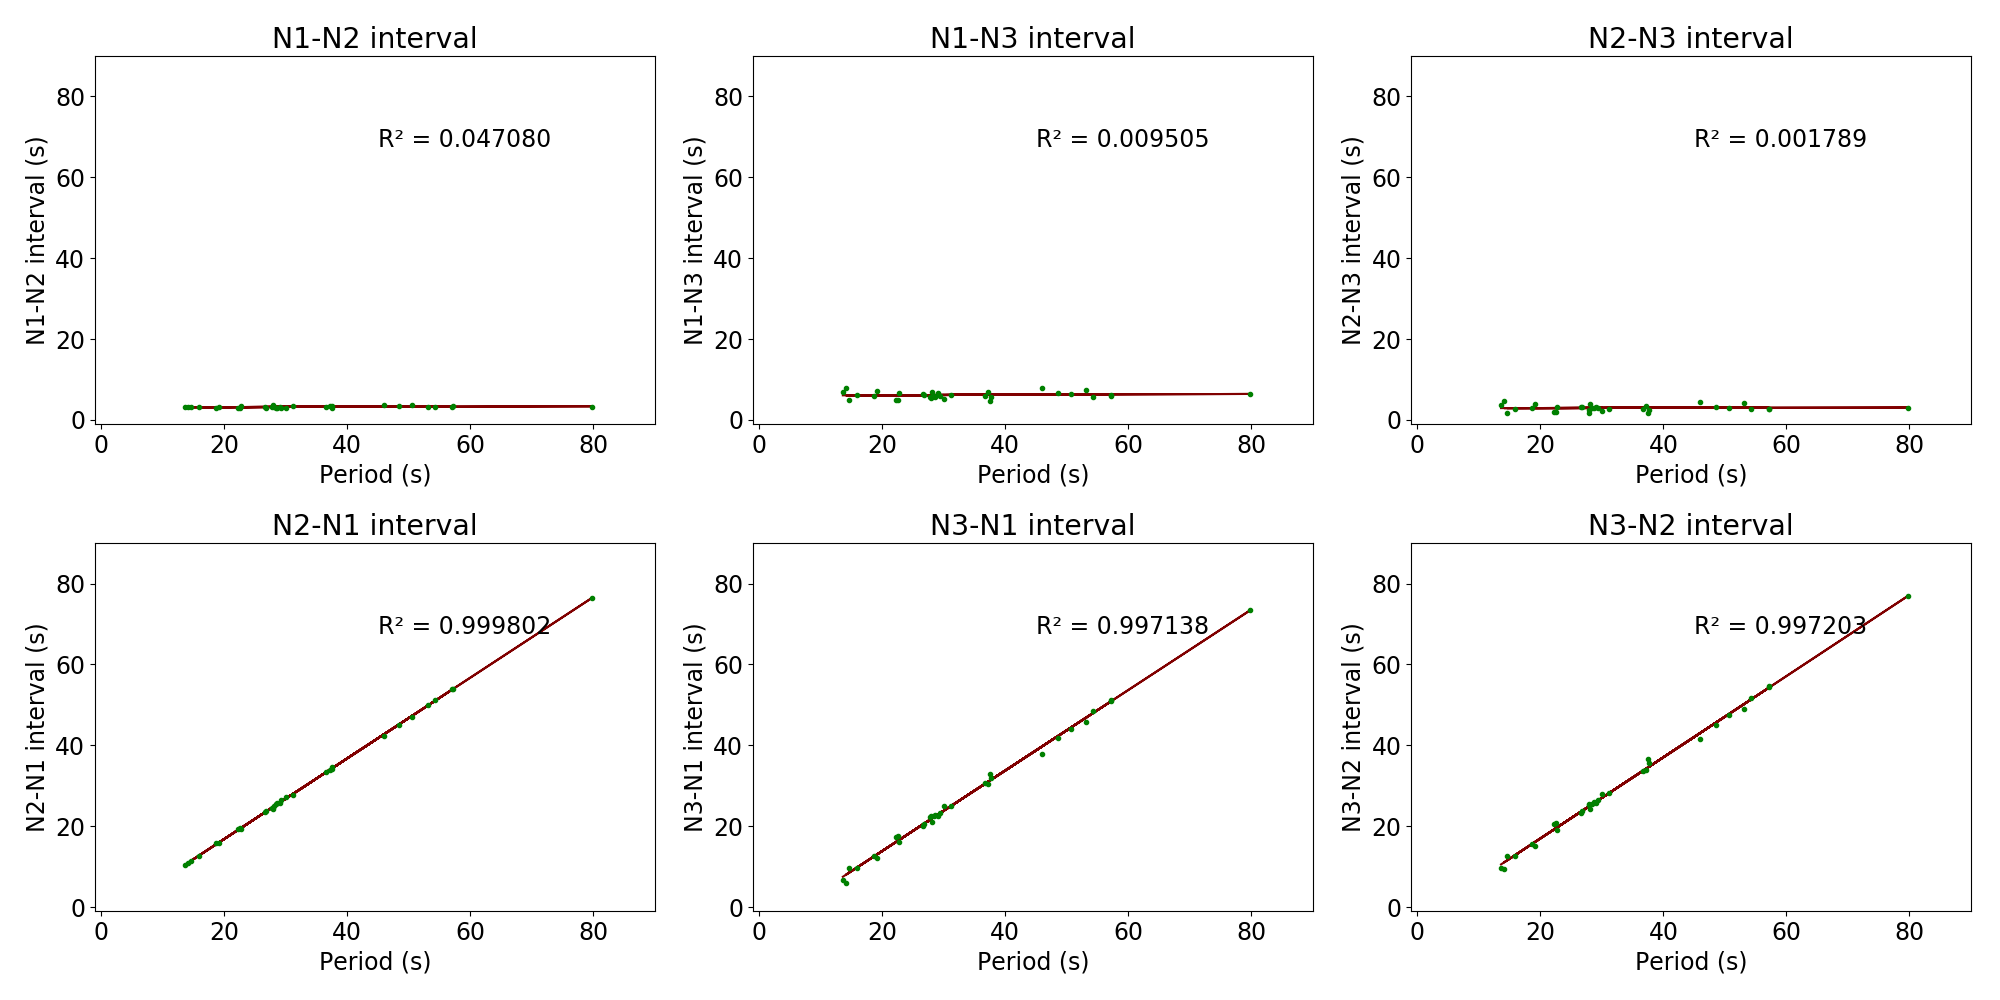 N1-N2 interval
N1-N2 interval (s)
80
60
40
20
0
R² = 0.047080
0 20 40 60 80
Period (s)
N1-N3 interval
N1-N3 interval (s)
80
60
40
20
0
R² = 0.009505
0 20 40 60 80
Period (s)
N2-N3 interval
N2-N3 interval (s)
80
60
40
20
0
R² = 0.001789
0 20 40 60 80
Period (s)
N2-N1 interval
N2-N1 interval (s)
80
60
40
20
0
R² = 0.999802
0 20 40 60 80
Period (s)
N3-N1 interval
N3-N1 interval (s)
80
60
40
20
0
R² = 0.997138
0 20 40 60 80
Period (s)
N3-N2 interval
N3-N2 interval (s)
80
60
40
20
0
R² = 0.997203
0 20 40 60 80
Period (s)